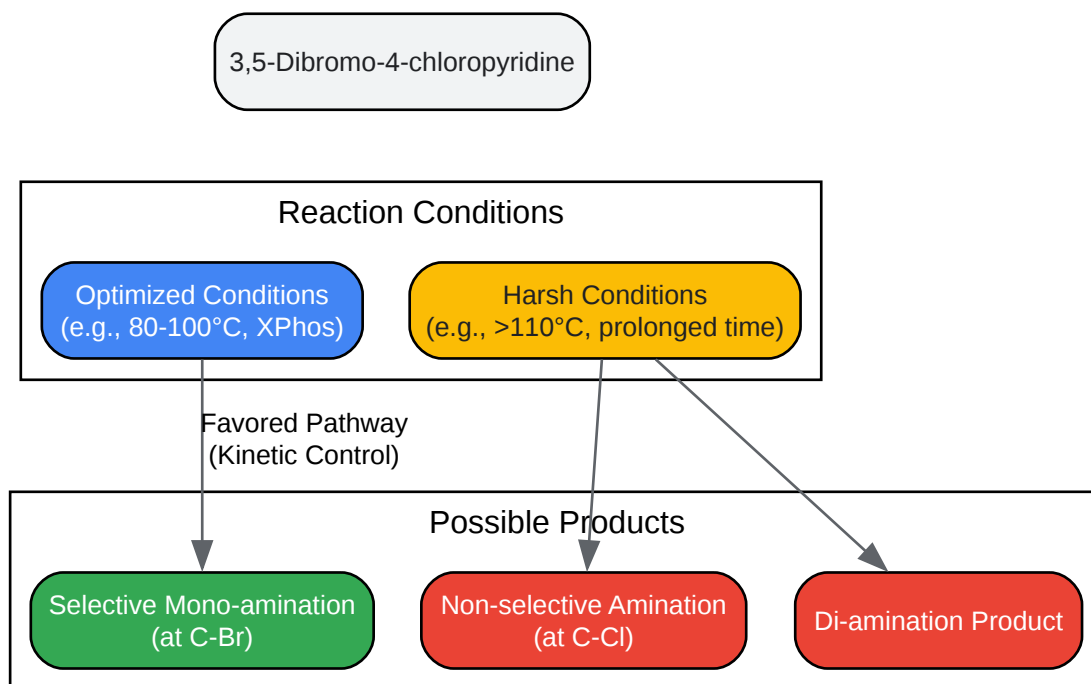 3,5-Dibromo-4-chloropyridine
Reaction Conditions
Optimized Conditions
(e.g., 80-100°C, XPhos)
Harsh Conditions
(e.g., >110°C, prolonged time)
Favored Pathway
(Kinetic Control)
Possible Products
Selective Mono-amination
(at C-Br)
Non-selective Amination
(at C-Cl)
Di-amination Product